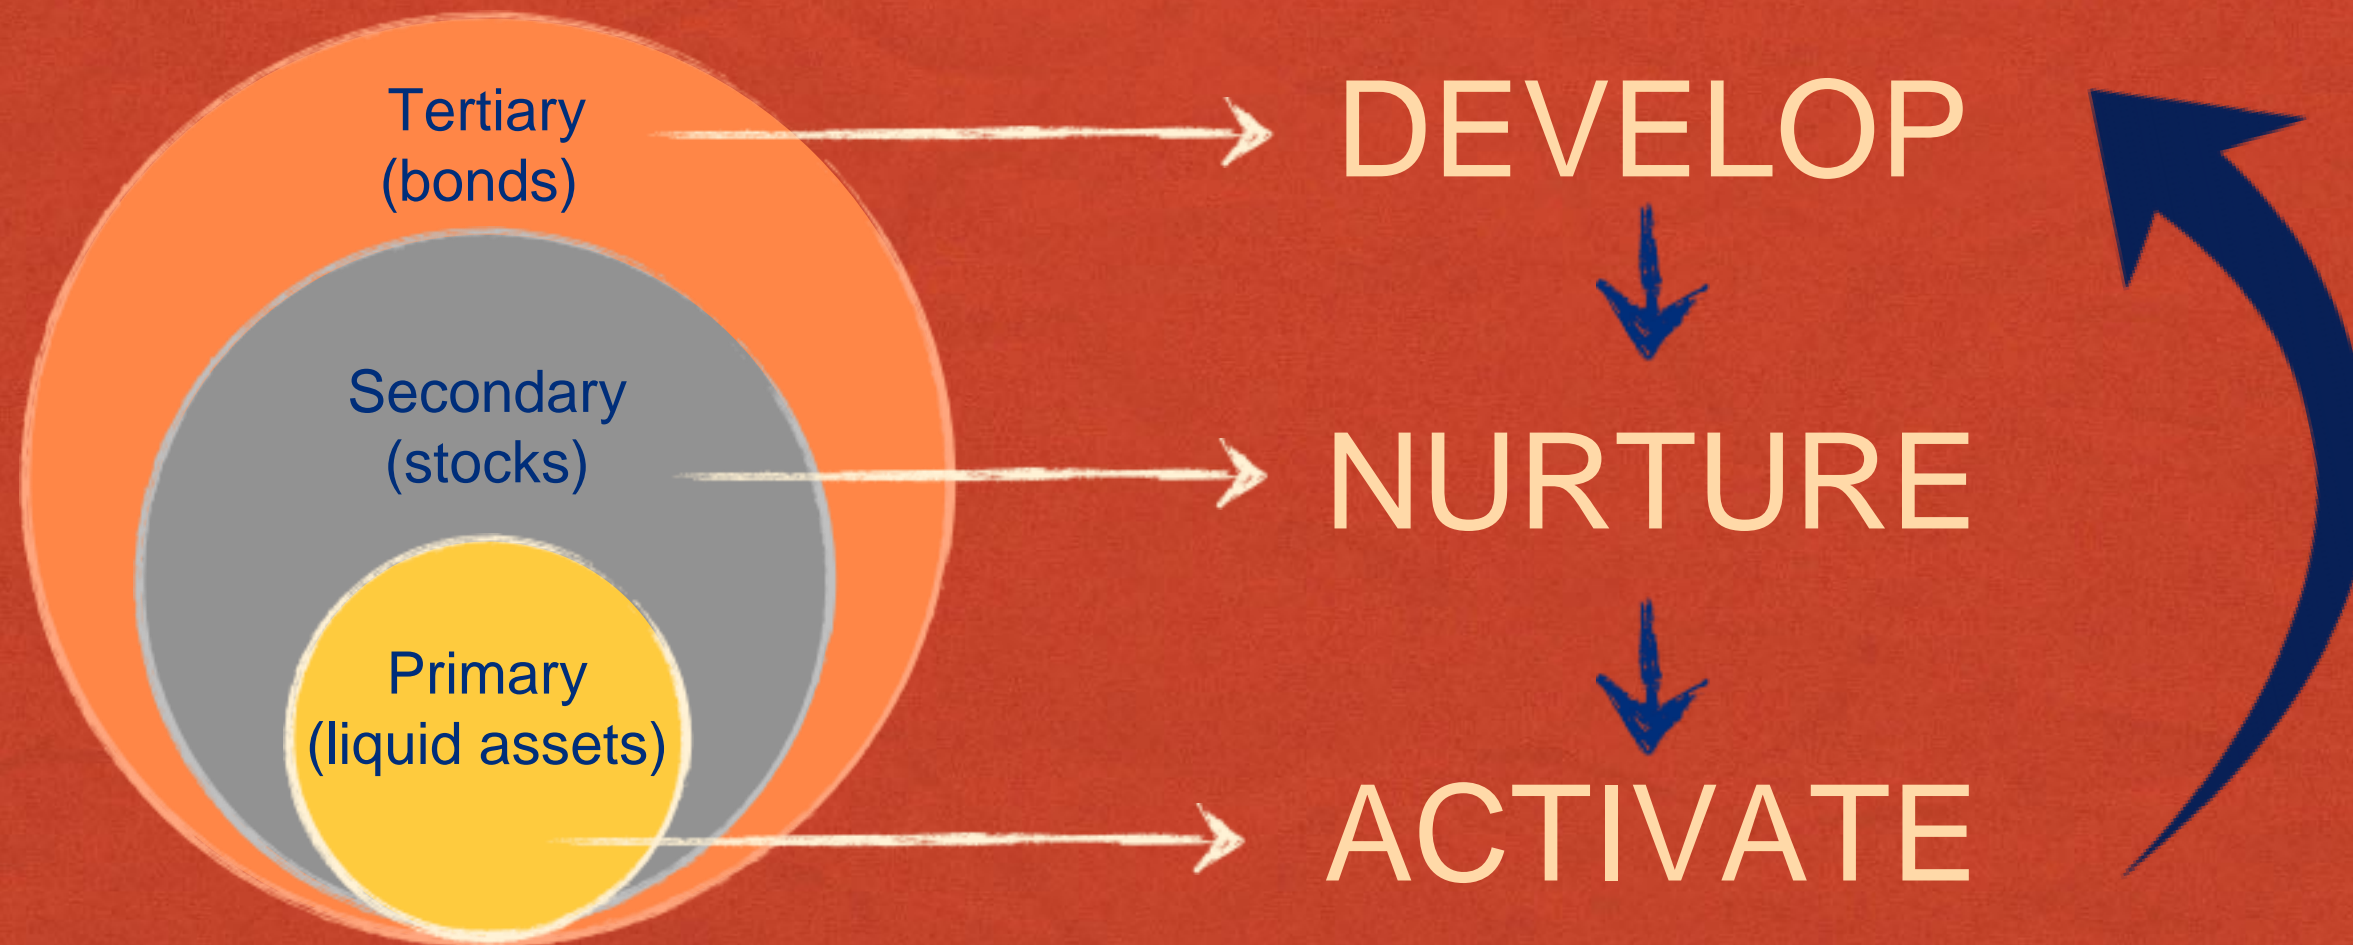 Tertiary
(bonds)
DEVELOP
Secondary
(stocks)
NURTURE
Primary
(liquid assets)
ACTIVATE